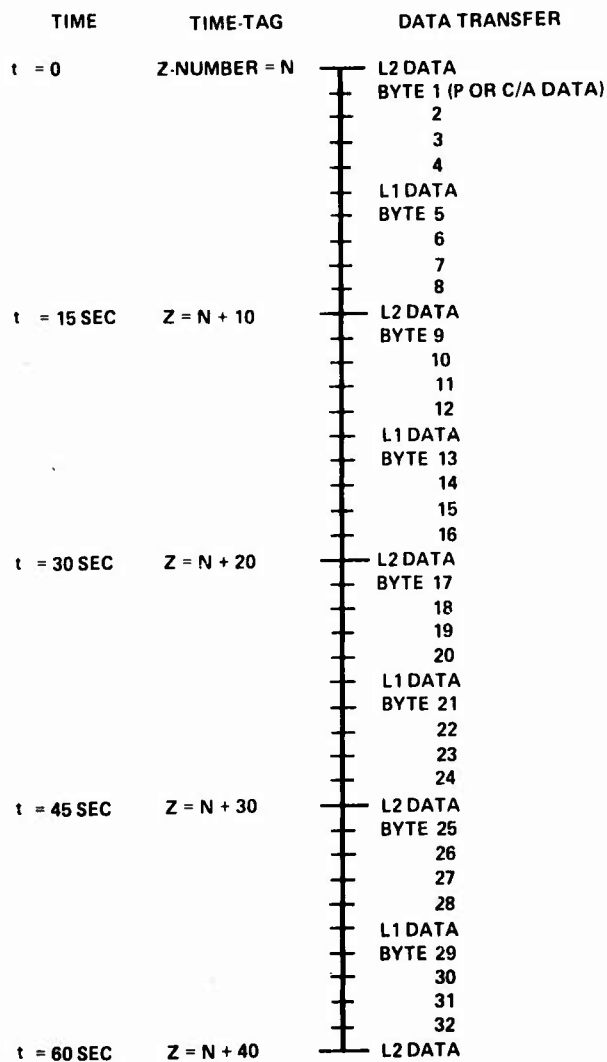 TIME TIME-TAG DATA TRANSFER
t = 0 Z-NUMBER = N L2 DATA
BYTE 1 (P OR C/A DATA)
2
3
4
L1 DATA
BYTE 5
6
7
8
t = 15 SEC Z = N + 10 L2 DATA
BYTE 9
10
11
12
L1 DATA
BYTE 13
14
15
16
t = 30 SEC Z = N + 20 L2 DATA
BYTE 17
18
19
20
L1 DATA
BYTE 21
22
23
24
t = 45 SEC Z = N + 30 L2 DATA
BYTE 25
26
27
28
L1 DATA
BYTE 29
30
31
32
t = 60 SEC Z = N + 40 L2 DATA